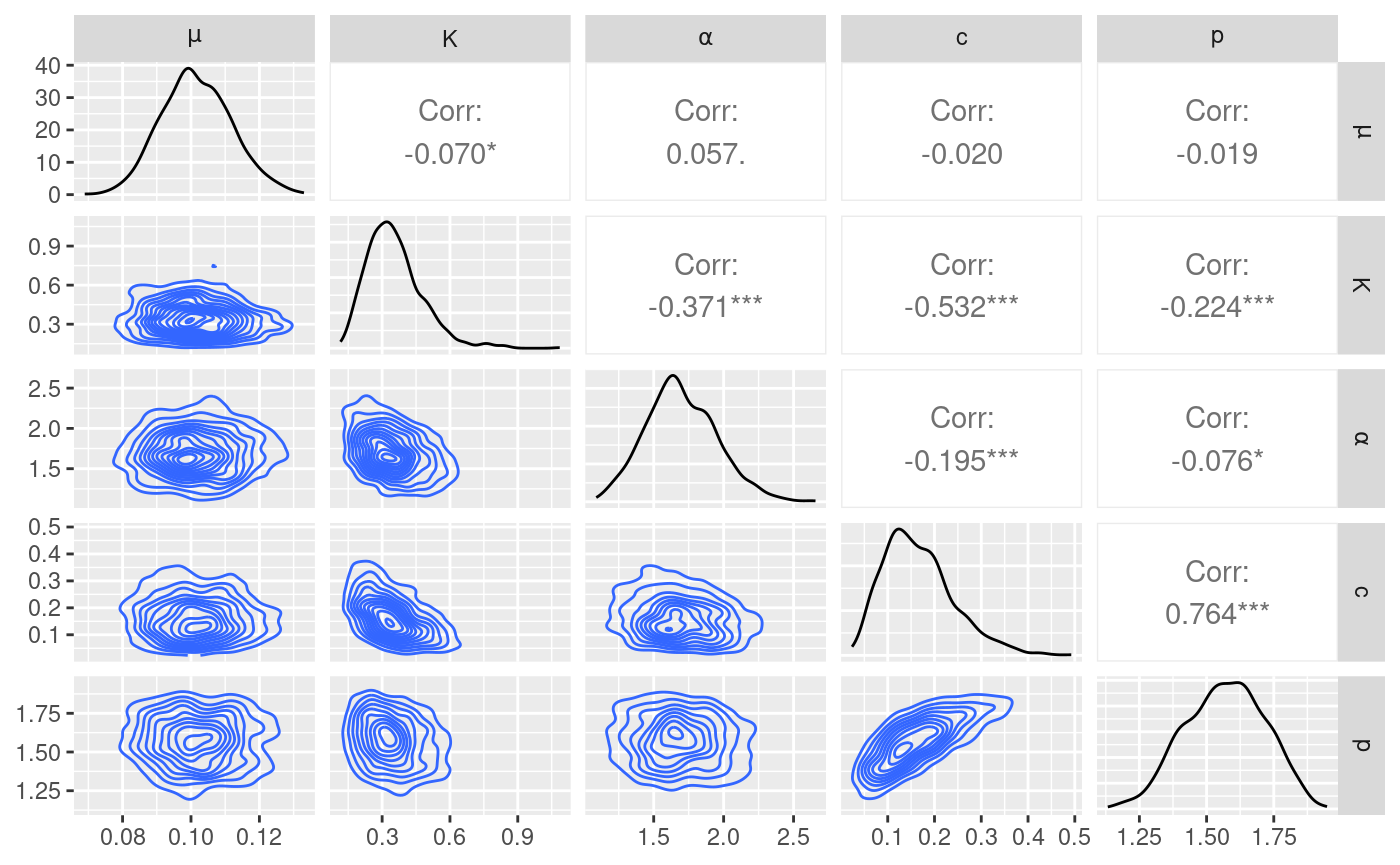 μ K α c p
40
30
20
10
0
Corr:
-0.070*
Corr:
0.057.
Corr:
-0.020
Corr:
-0.019
μ
0.9
0.6
0.3
Corr:
-0.371***
Corr:
-0.532***
Corr:
-0.224***
K
2.5
2.0
1.5
Corr:
-0.195***
Corr:
-0.076*
α
0.5
0.4
0.3
0.2
0.1
Corr:
0.764***
c
1.75
1.50
1.25
p
0.08 0.10 0.12 0.3 0.6 0.9 1.5 2.0 2.5 0.1 0.2 0.3 0.4 0.5 1.25 1.50 1.75